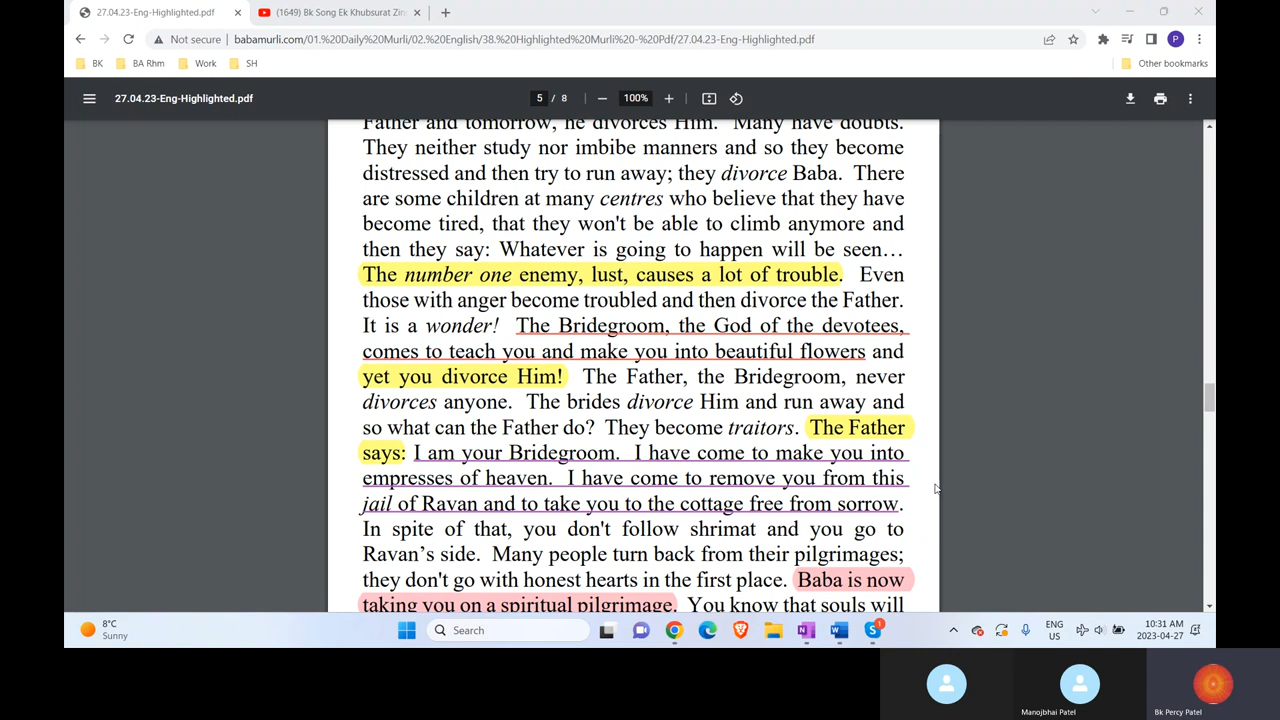 27.04.23-Eng-Highlighted.pdf
(1649) Bk Song Ek Khubsurat Zin
Not secure
babamurli.com/01.%20Daily%20Murli/02.%20English/38.%20Highlighted%20Murli%20-%20Pdf/27.04.23-Eng-Highlighted.pdf
P
BK
BA Rhm
Work
SH
Other bookmarks
27.04.23-Eng-Highlighted.pdf
5 / 8
100%
Father and tomorrow, he divorces Him. Many have doubts.
They neither study nor imbibe manners and so they become
distressed and then try to run away; they divorce Baba. There
are some children at many centres who believe that they have
become tired, that they won't be able to climb anymore and
then they say: Whatever is going to happen will be seen…
The number one enemy, lust, causes a lot of trouble. Even
those with anger become troubled and then divorce the Father.
It is a wonder! The Bridegroom, the God of the devotees,
comes to teach you and make you into beautiful flowers and
yet you divorce Him! The Father, the Bridegroom, never
divorces anyone. The brides divorce Him and run away and
so what can the Father do? They become traitors. The Father
says: I am your Bridegroom. I have come to make you into
empresses of heaven. I have come to remove you from this
jail of Ravan and to take you to the cottage free from sorrow.
In spite of that, you don't follow shrimat and you go to
Ravan's side. Many people turn back from their pilgrimages;
they don't go with honest hearts in the first place. Baba is now
taking you on a spiritual pilgrimage. You know that souls will
8°C
Sunny
Search
1
ENG
US
10:31 AM
2023-04-27
Manojbhai Patel
Bk Percy Patel